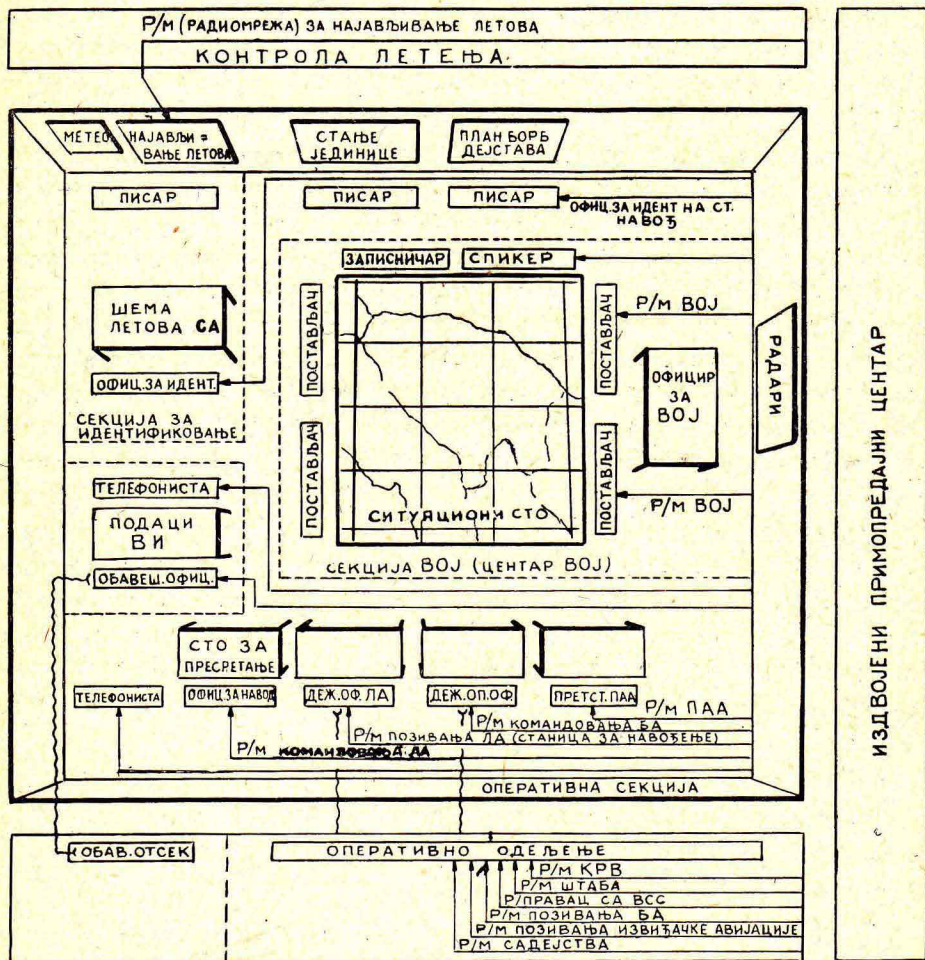 Р/М (РАДИОМРЕЖА) ЗА НАЈАВЉИВАЊЕ ЛЕТОВА
КОНТРОЛА ЛЕТЕЊА.
МЕТЕО.
НАЈАВЉИ=
ВАЊЕ ЛЕТОВА
СТАЊЕ
ЈЕДИНИЦЕ
ПЛАН БОРБ
ДЕЈСТАВА
ПИСАР
ПИСАР
ПИСАР
ОФИЦ. ЗА ИДЕНТ НА СТ.
НАВОЂ
ЗАПИСНИЧАР
СПИКЕР
ШЕМА
ЛЕТОВА СА
ПОСТАВЉАЧ
ПОСТАВЉАЧ
Р/М ВОЈ
ОФИЦИР
ЗА
ВОЈ
РАДАРИ
ОФИЦ. ЗА ИДЕНТ.
СЕКЦИЈА ЗА
ИДЕНТИФИКОВАЊЕ
ТЕЛЕФОНИСТА
ПОДАЦИ
ВИ
ОБАВЕШ. ОФИЦ.
ПОСТАВЉАЧ
ПОСТАВЉАЧ
СИТУЯЦИОНИ СТО
Р/М ВОЈ
СЕКЦИЈА ВОЈ (ЦЕНТАР ВОЈ)
СТО ЗА
ПРЕСРЕТАЊЕ
ТЕЛЕФОНИСТА
ОФИЦ. ЗА НАВОД
ДЕЖ. ОФ. ЛА
ДЕЖ. ОП. ОФ
ПРЕТСТ. ПАА
Р/М ПАА
Р/М КОМАНДОВАЊА БА
Р/М ПОЗИВАЊА ЛА (СТАНИЦА ЗА НАВОЂЕЊЕ)
Р/М КОМАНДОВАЊА ЛА
ОПЕРАТИВНА СЕКЦИЈА
ОБАВ. ОТСЕК
ОПЕРАТИВНО ОДЕЉЕЊЕ
Р/М КРВ
Р/М ШТАБА
Р/ПРАВАЦ СА ВСС
Р/М ПОЗИВАЊА БА
Р/М ПОЗИВАЊА ИЗВИЂАЧКЕ АВИЈАЦИЈЕ
Р/М САДЕЈСТВА
ИЗДВОЈЕНИ ПРИМОПРЕДАЈНИ ЦЕНТАР